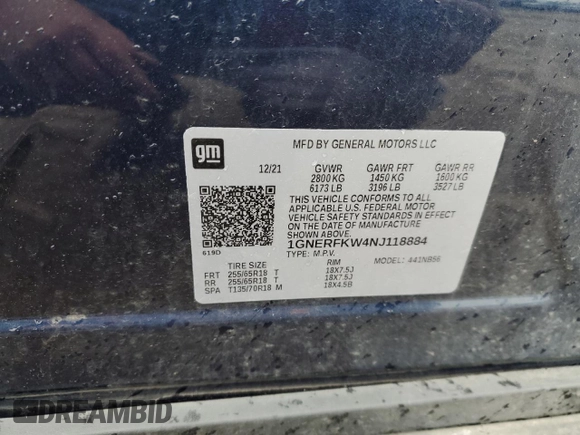 MFD BY GENERAL MOTORS LLC
gm
12/21 GVWR GAWR FRT GAWR RR
2800 KG 1450 KG 1600 KG
6173 LB 3196 LB 3527 LB
THIS VEHICLE CONFORMS TO ALL
APPLICABLE U.S. FEDERAL MOTOR
VEHICLE SAFETY STANDARDS IN EFFECT
ON THE DATE OF MANUFACTURE
SHOWN ABOVE.
1GNERFKW4NJ118884
619D
TYPE: M.P.V. MODEL: 441NB56
TIRE SIZE RIM
FRT 255/65R18 T 18X7.5J
RR 255/65R18 T 18X7.5J
SPA T135/70R18 M 18X4.5B
DREAMBID